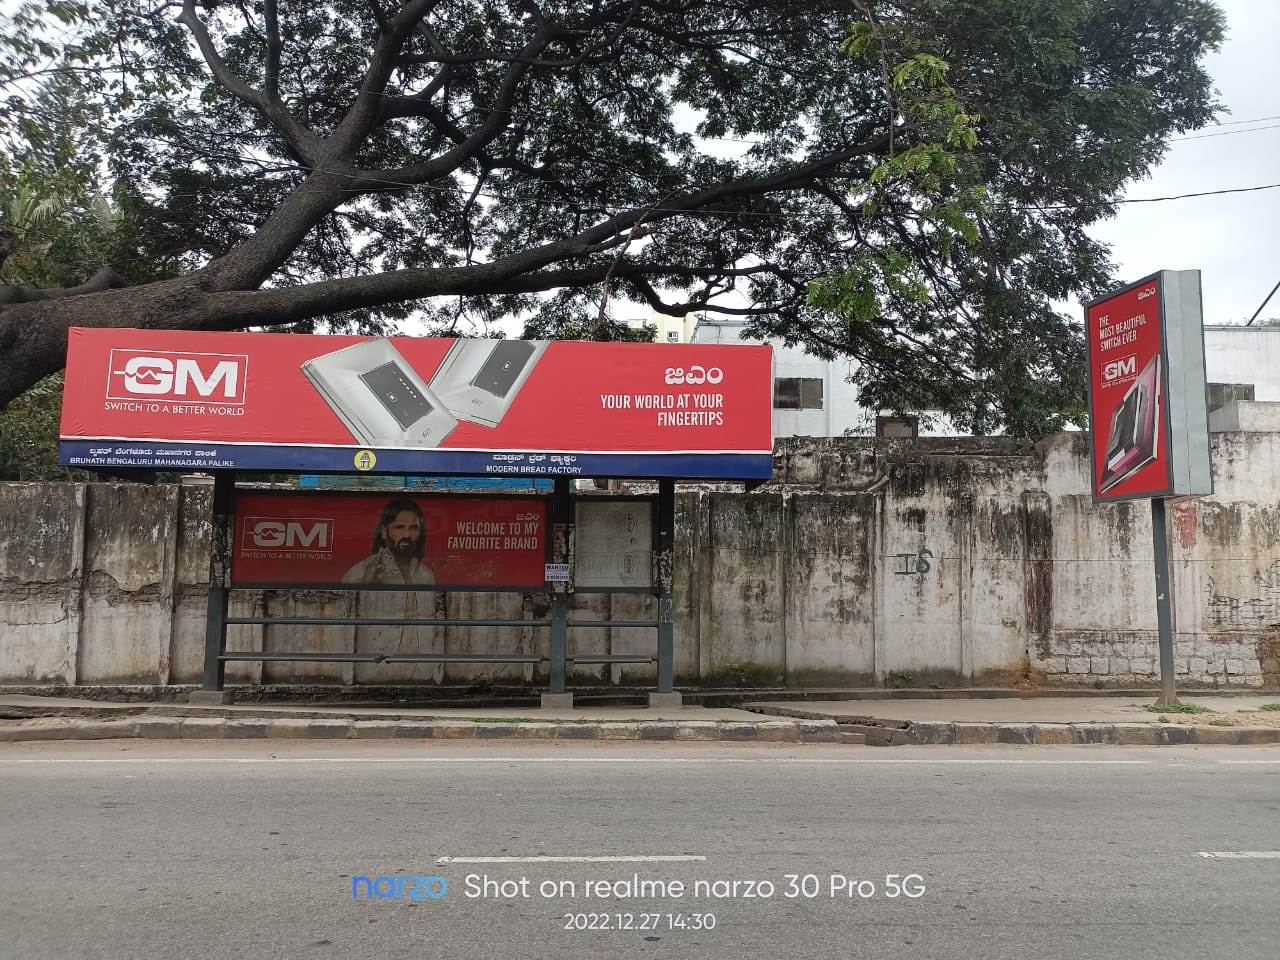 GM
SWITCH TO A BETTER WORLD
ಜಿಎಂ
YOUR WORLD AT YOUR
FINGERTIPS
ಬೃಹತ್ ಬೆಂಗಳೂರು ಮಹಾನಗರ ಪಾಲಿಕೆ
BRUHATH BENGALURU MAHANAGARA PALIKE
ಮಾಡ್ರನ್ ಬ್ರೆಡ್ ಫ್ಯಾಕ್ಟರಿ
MODERN BREAD FACTORY
GM
SWITCH TO A BETTER WORLD
ಜಿಎಂ
WELCOME TO MY
FAVOURITE BRAND
WANTED
ಜಿಎಂ
THE
MOST BEAUTIFUL
SWITCH EVER
GM
narzo Shot on realme narzo 30 Pro 5G
2022.12.27 14:30